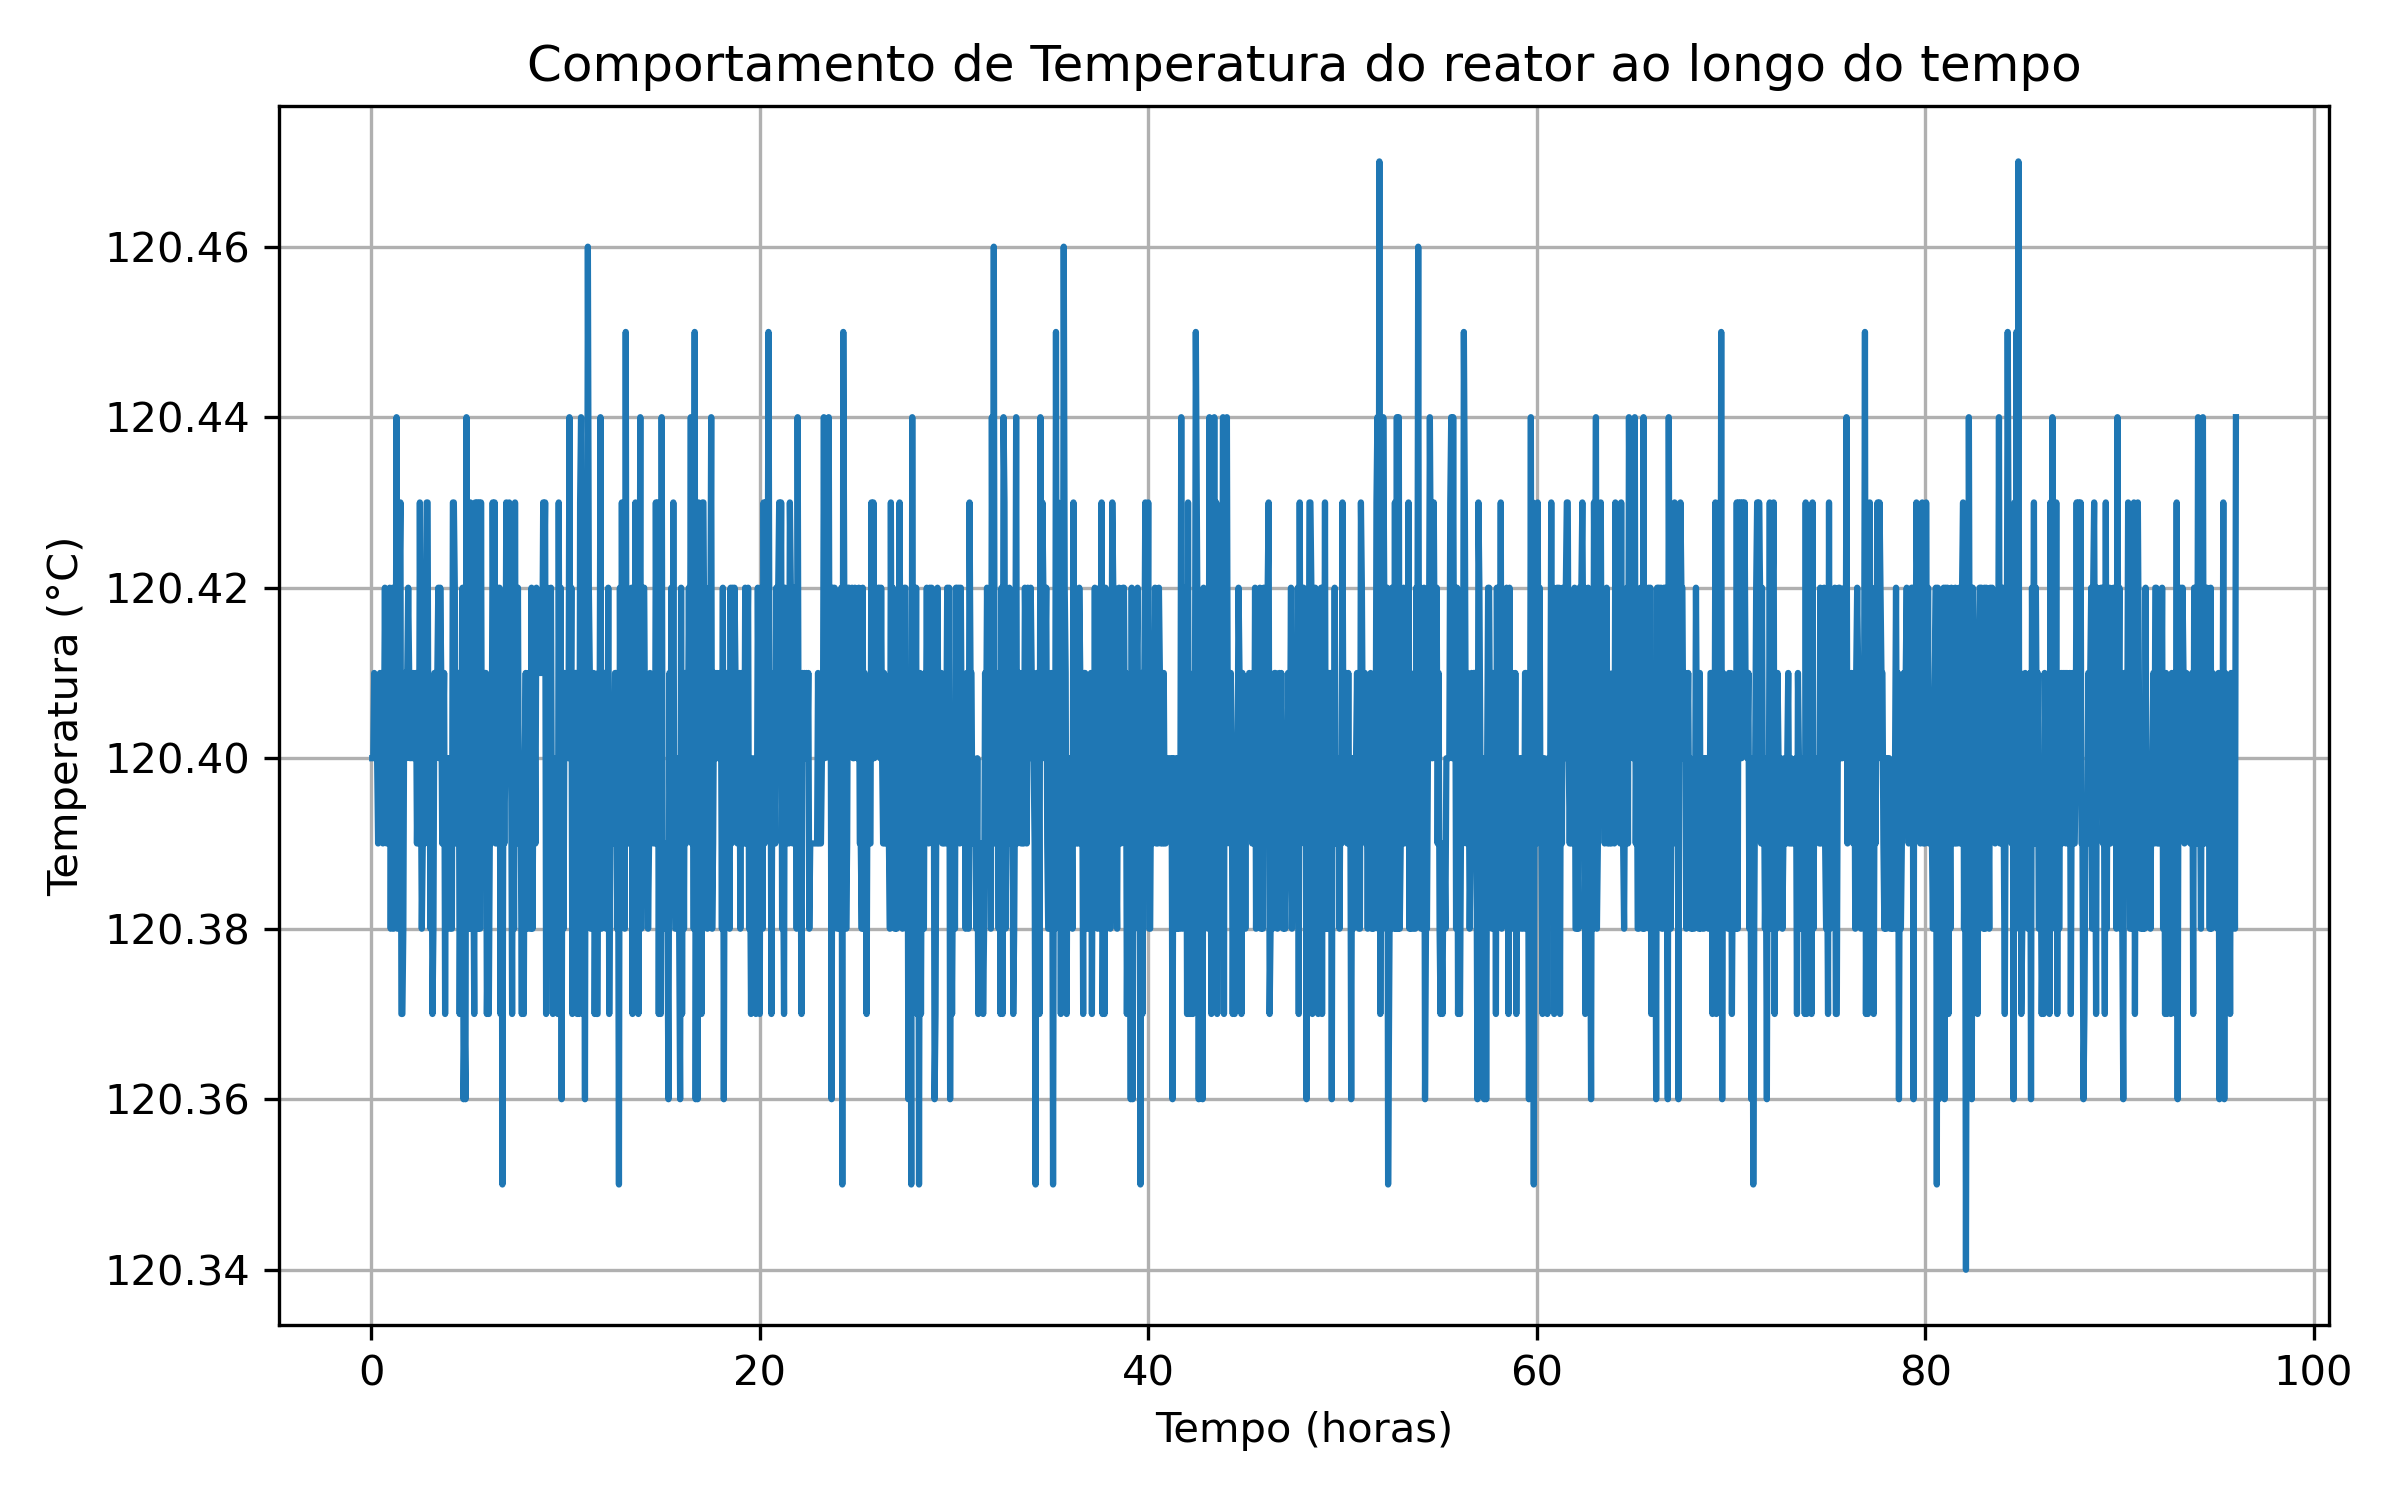 Comportamento de Temperatura do reator ao longo do tempo
Temperatura (°C)
120.46
120.44
120.42
120.40
120.38
120.36
120.34
0 20 40 60 80 100
Tempo (horas)